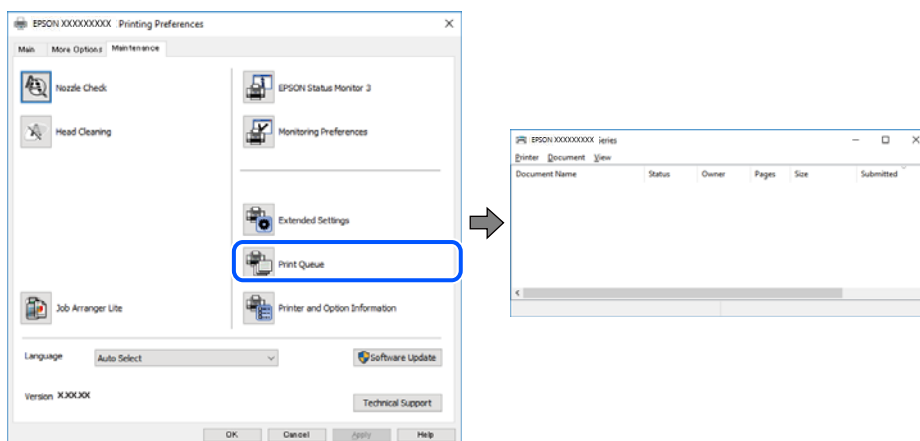 EPSON XXXXXXXXX Printing Preferences
Main More Options Maintenance
Nozzle Check
EPSON Status Monitor 3
Head Cleaning
Monitoring Preferences
Extended Settings
Print Queue
Job Arranger Lite
Printer and Option Information
Language Auto Select
Software Update
Version X.XX.XX
Technical Support
OK Cancel Apply Help
EPSON XXXXXXXXX ieries
Printer Document View
Document Name Status Owner Pages Size Submitted